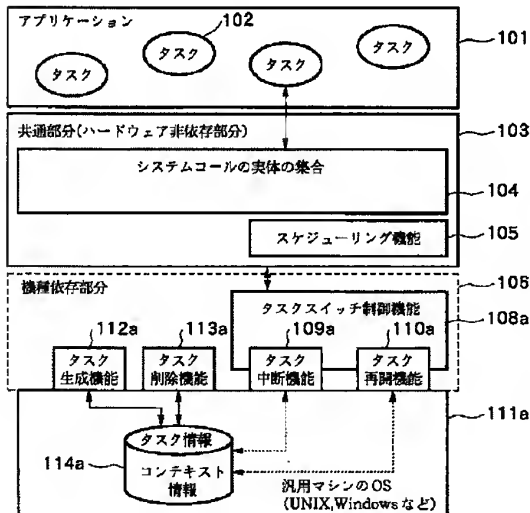 アプリケーション
102
タスク
タスク
タスク
タスク
101
共通部分(ハードウェア非依存部分)
103
システムコールの実体の集合
104
スケジューリング機能
105
機種依存部分
106
タスクスイッチ制御機能
108a
112a
113a
109a
110a
タスク
生成機能
タスク
削除機能
タスク
中断機能
タスク
再開機能
111a
タスク情報
114a
コンテキスト
情報
汎用マシンのOS
(UNIX,Windowsなど)